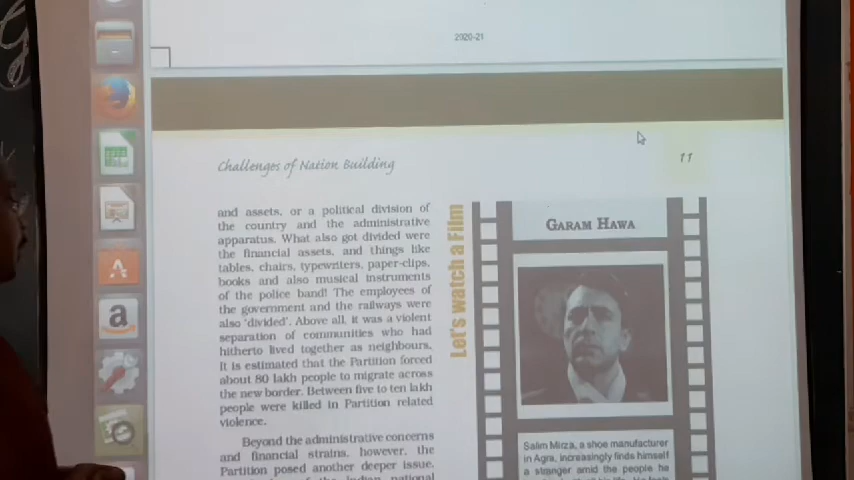 2020-21
Challenges of Nation Building
11
and assets, or a political division of
the country and the administrative
apparatus. What also got divided were
the financial assets, and things like
tables, chairs, typewriters, paper-clips,
books and also musical instruments
of the police band! The employees of
the government and the railways were
also 'divided'. Above all, it was a violent
separation of communities who had
hitherto lived together as neighbours.
It is estimated that the Partition forced
about 80 lakh people to migrate across
the new border. Between five to ten lakh
people were killed in Partition related
violence.
Beyond the administrative concerns
and financial strains, however, the
Partition posed another deeper issue.
Indian national
Let's watch a Film
GARAM HAWA
Salim Mirza, a shoe manufacturer
in Agra, increasingly finds himself
a stranger amid the people he